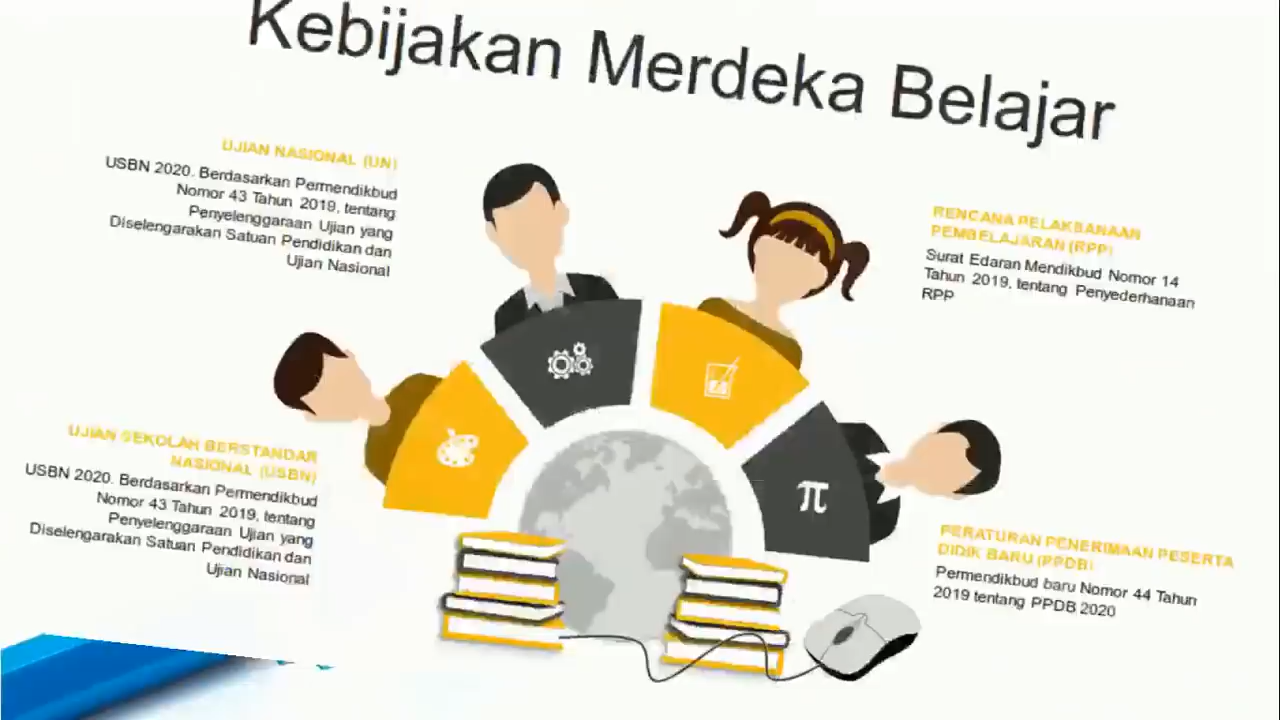 Kebijakan Merdeka Belajar
UJIAN NASIONAL (UN)
USBN 2020. Berdasarkan Permendikbud
Nomor 43 Tahun 2019, tentang
Penyelenggaraan Ujian yang
Diselengarakan Satuan Pendidikan dan
Ujian Nasional
RENCANA PELAKSANAAN
PEMBELAJARAN (RPP)
Surat Edaran Mendikbud Nomor 14
Tahun 2019, tentang Penyederhanaan
RPP
UJIAN SEKOLAH BERSTANDAR
NASIONAL (USBN)
USBN 2020. Berdasarkan Permendikbud
Nomor 43 Tahun 2019, tentang
Penyelenggaraan Ujian yang
Diselengarakan Satuan Pendidikan dan
Ujian Nasional
π
PERATURAN PENERIMAAN PESERTA
DIDIK BARU (PPDB)
Permendikbud baru Nomor 44 Tahun
2019 tentang PPDB 2020